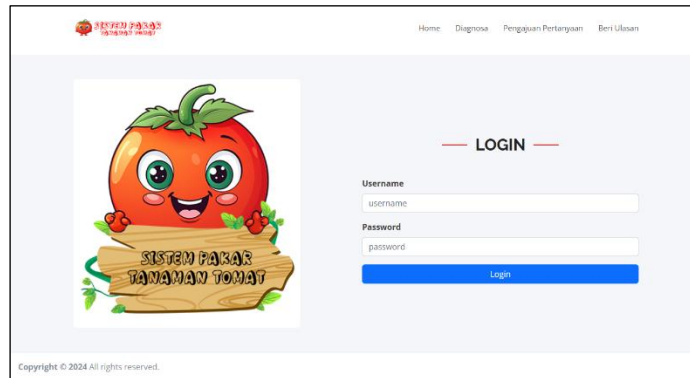 SISTEM PAKAR
TANAMAN TOMAT
Home Diagnosa Pengajuan Pertanyaan Beri Ulasan
SISTEM PAKAR
TANAMAN TOMAT
LOGIN
Username
username
Password
password
Login
Copyright © 2024 All rights reserved.